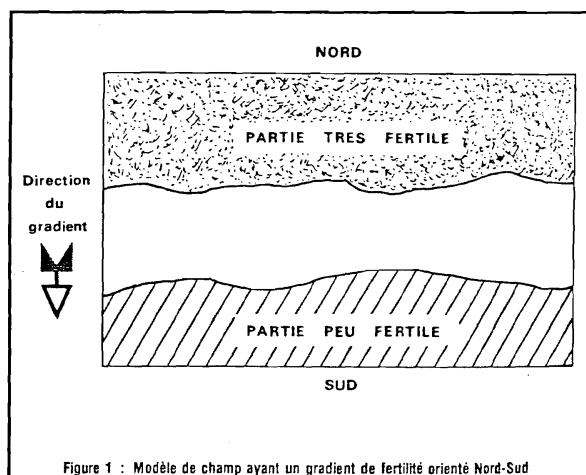 NORD
PARTIE TRES FERTILE
Direction
du
gradient
PARTIE PEU FERTILE
SUD
Figure 1 : Modèle de champ ayant un gradient de fertilité orienté Nord-Sud